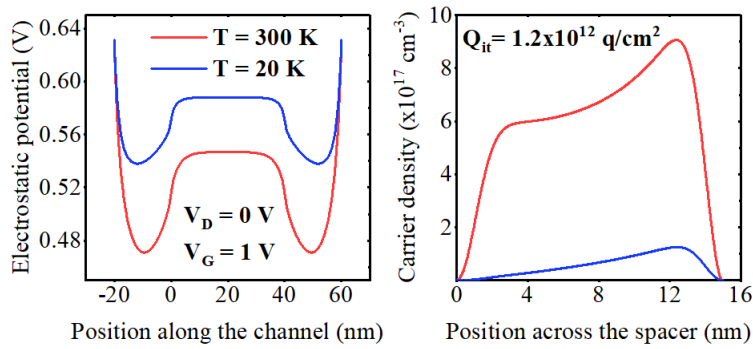 Electrostatic potential (V)
0.64
0.60
0.56
0.52
0.48
T = 300 K
T = 20 K
V_D = 0 V
V_G = 1 V
-20 0 20 40 60
Position along the channel (nm)
Carrier density (x10^17 cm^-3)
10
8
6
4
2
Q_it= 1.2x10^12 q/cm^2
0 4 8 12 16
Position across the spacer (nm)